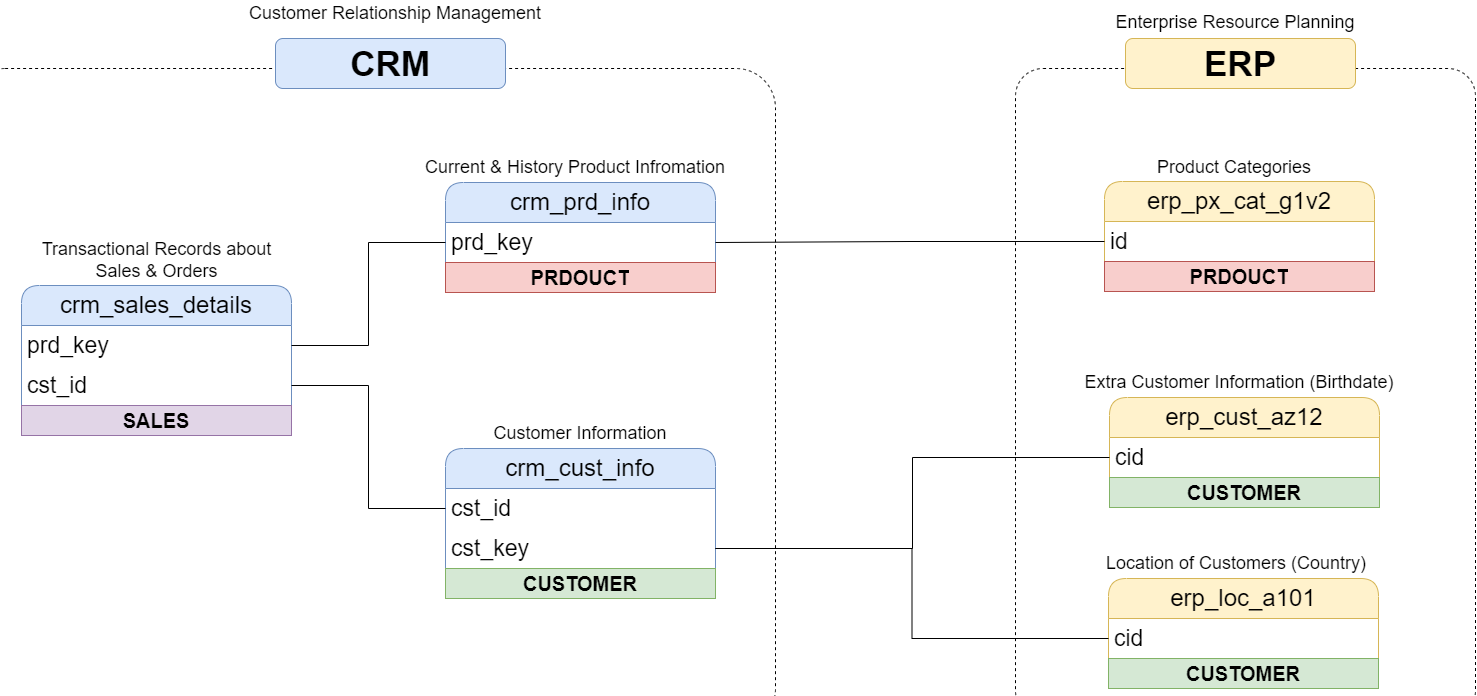 Customer Relationship Management
CRM
Enterprise Resource Planning
ERP
Transactional Records about
Sales & Orders
crm_sales_details
prd_key
cst_id
SALES
Current & History Product Infromation
crm_prd_info
prd_key
PRDOUCT
Customer Information
crm_cust_info
cst_id
cst_key
CUSTOMER
Product Categories
erp_px_cat_g1v2
id
PRDOUCT
Extra Customer Information (Birthdate)
erp_cust_az12
cid
CUSTOMER
Location of Customers (Country)
erp_loc_a101
cid
CUSTOMER